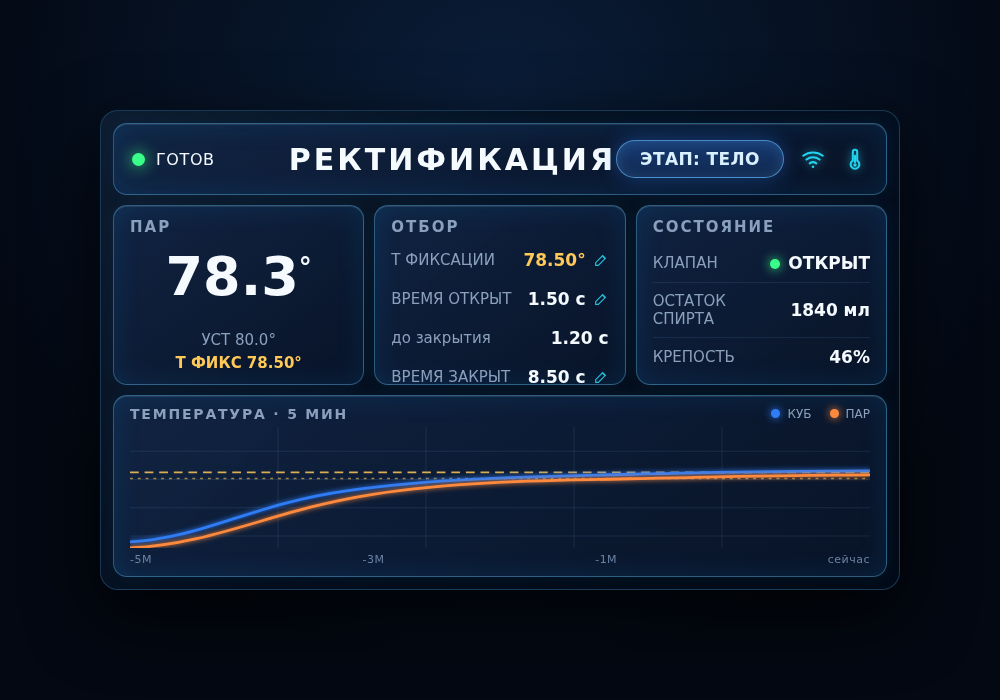 ГОТОВ
РЕКТИФИКАЦИЯ
ЭТАП: ТЕЛО
ПАР
78.3°
УСТ 80.0°
Т ФИКС 78.50°
ОТБОР
Т ФИКСАЦИИ 78.50°
ВРЕМЯ ОТКРЫТ 1.50 с
до закрытия 1.20 с
ВРЕМЯ ЗАКРЫТ 8.50 с
СОСТОЯНИЕ
КЛАПАН ОТКРЫТ
ОСТАТОК
СПИРТА 1840 мл
КРЕПОСТЬ 46%
ТЕМПЕРАТУРА · 5 МИН
КУБ ПАР
-5М -3М -1М сейчас